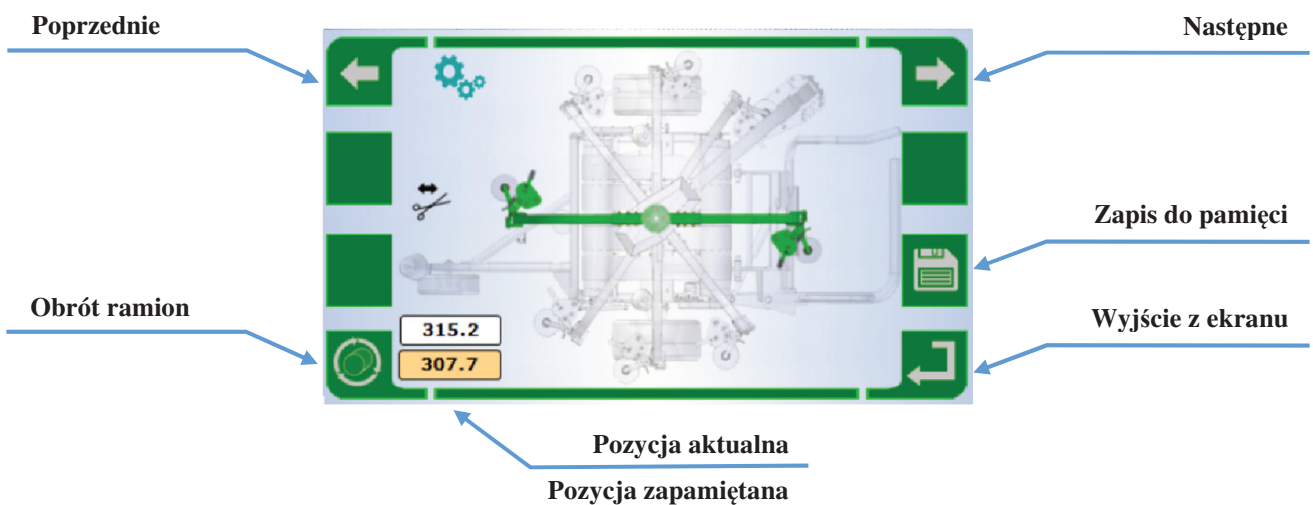 Poprzednie
Następne
Zapis do pamięci
Obrót ramion
Wyjście z ekranu
315.2
307.7
Pozycja aktualna
Pozycja zapamiętana